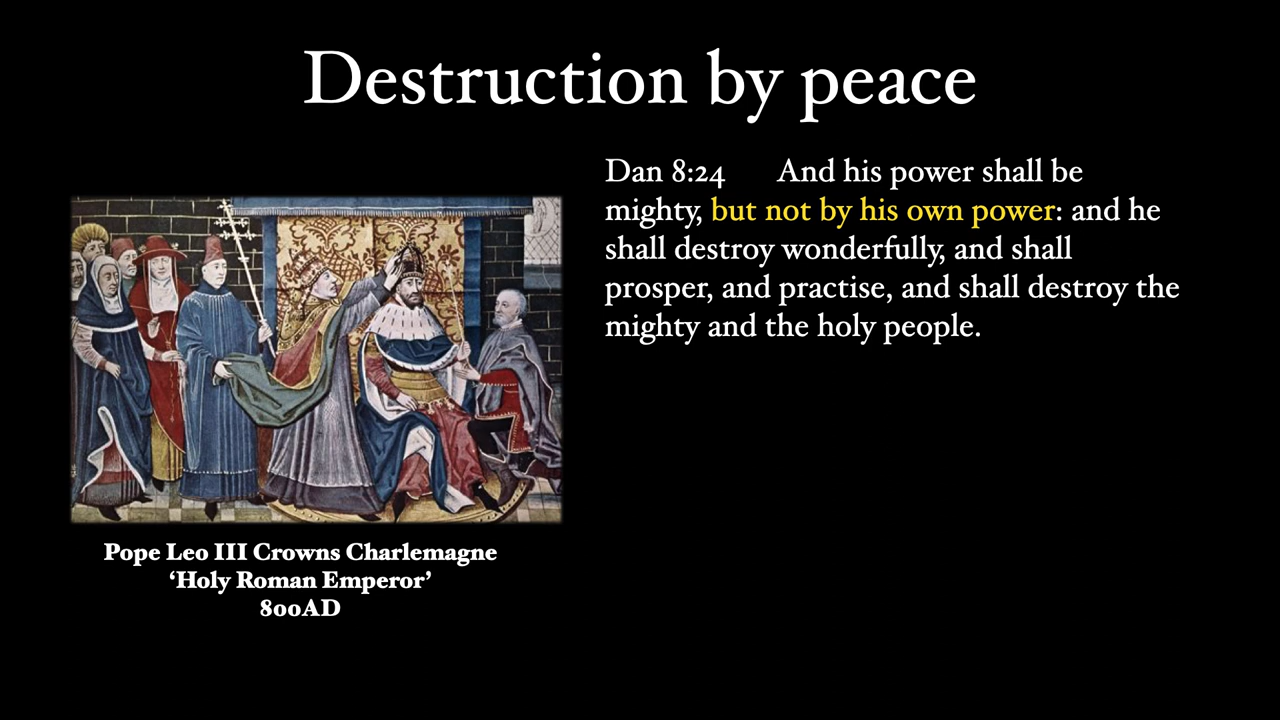 Destruction by peace
Dan 8:24 And his power shall be
mighty, but not by his own power: and he
shall destroy wonderfully, and shall
prosper, and practise, and shall destroy the
mighty and the holy people.
Pope Leo III Crowns Charlemagne
‘Holy Roman Emperor’
800AD